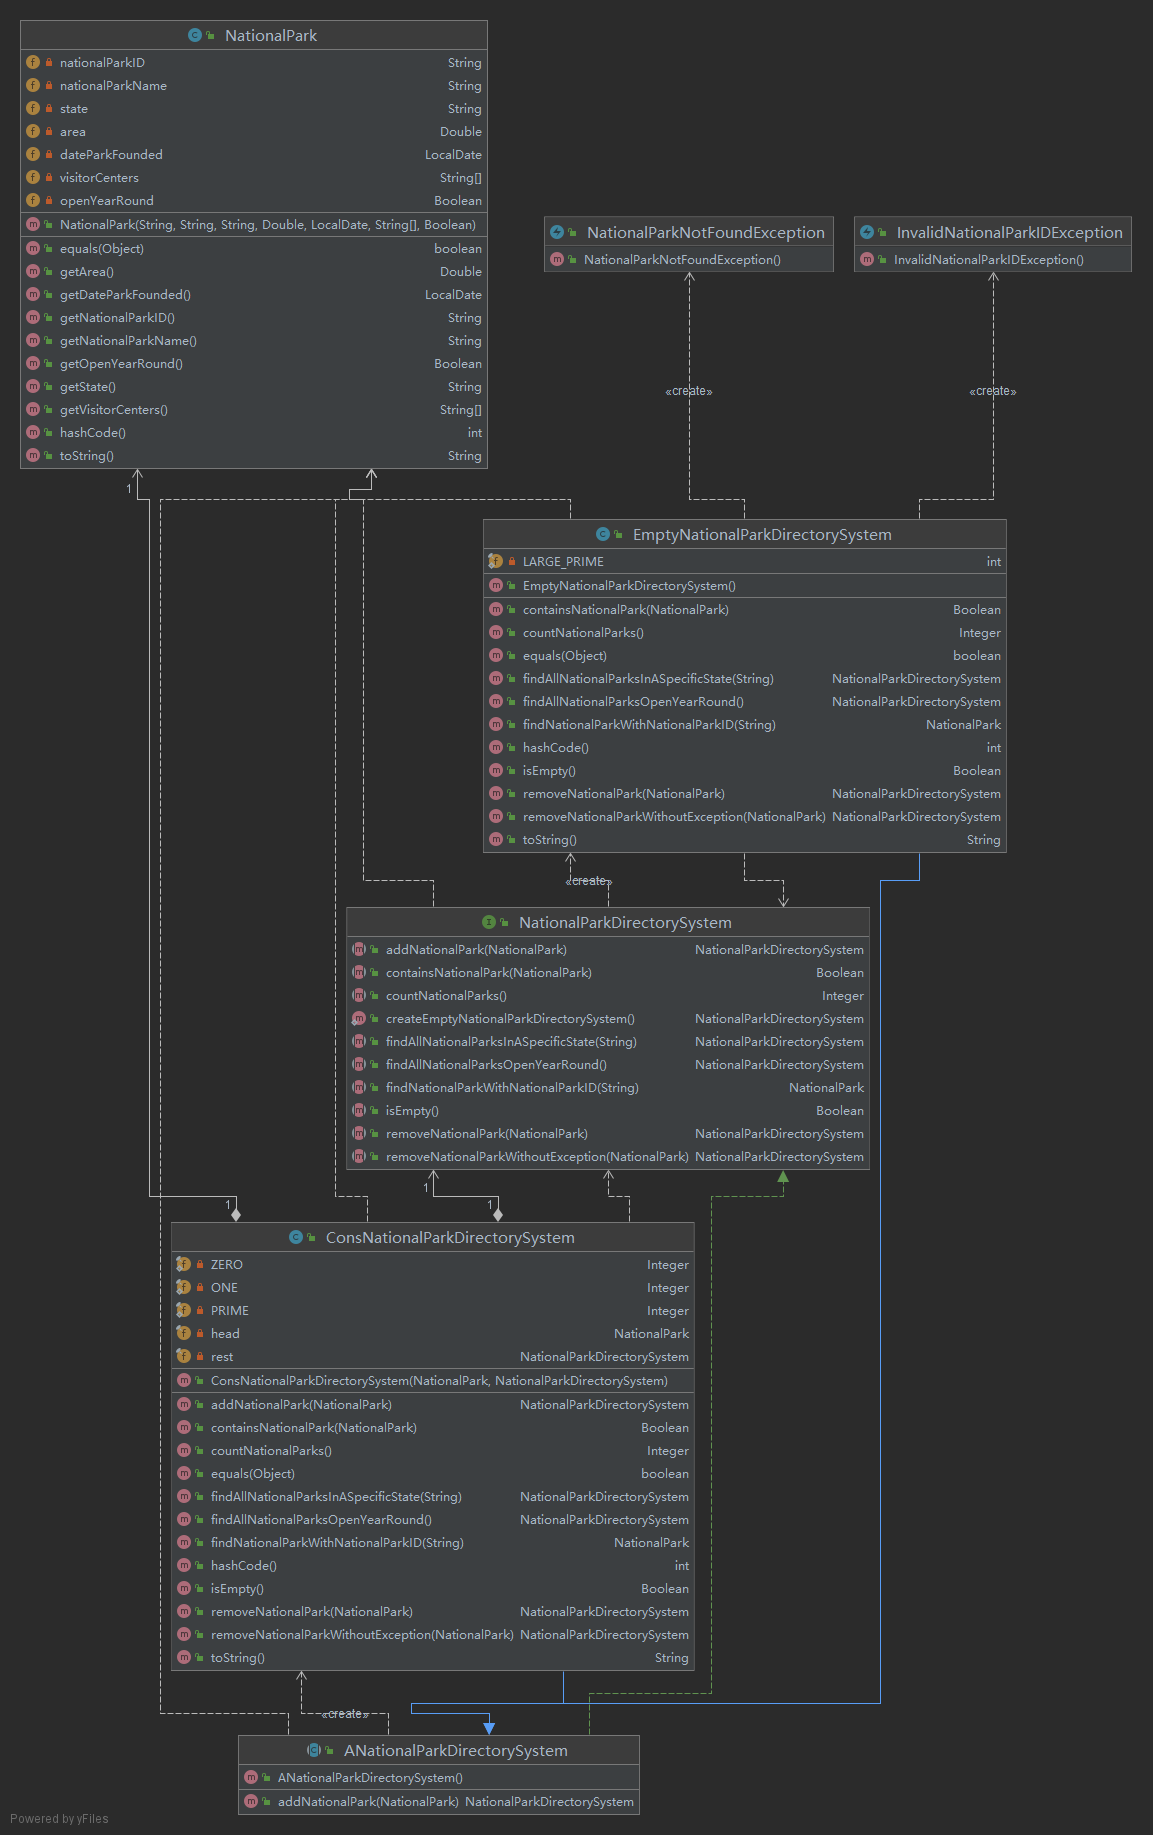 NationalPark
nationalParkID String
nationalParkName String
state String
area Double
dateParkFounded LocalDate
visitorCenters String[]
openYearRound Boolean
NationalPark(String, String, String, Double, LocalDate, String[], Boolean)
equals(Object) boolean
getArea() Double
getDateParkFounded() LocalDate
getNationalParkID() String
getNationalParkName() String
getOpenYearRound() Boolean
getState() String
getVisitorCenters() String[]
hashCode() int
toString() String
NationalParkNotFoundException
NationalParkNotFoundException()
InvalidNationalParkIDException
InvalidNationalParkIDException()
«create»
«create»
1
EmptyNationalParkDirectorySystem
LARGE_PRIME int
EmptyNationalParkDirectorySystem()
containsNationalPark(NationalPark) Boolean
countNationalParks() Integer
equals(Object) boolean
findAllNationalParksInASpecificState(String) NationalParkDirectorySystem
findAllNationalParksOpenYearRound() NationalParkDirectorySystem
findNationalParkWithNationalParkID(String) NationalPark
hashCode() int
isEmpty() Boolean
removeNationalPark(NationalPark) NationalParkDirectorySystem
removeNationalParkWithoutException(NationalPark) NationalParkDirectorySystem
toString() String
«create»
NationalParkDirectorySystem
addNationalPark(NationalPark) NationalParkDirectorySystem
containsNationalPark(NationalPark) Boolean
countNationalParks() Integer
createEmptyNationalParkDirectorySystem() NationalParkDirectorySystem
findAllNationalParksInASpecificState(String) NationalParkDirectorySystem
findAllNationalParksOpenYearRound() NationalParkDirectorySystem
findNationalParkWithNationalParkID(String) NationalPark
isEmpty() Boolean
removeNationalPark(NationalPark) NationalParkDirectorySystem
removeNationalParkWithoutException(NationalPark) NationalParkDirectorySystem
1
1 1
ConsNationalParkDirectorySystem
ZERO Integer
ONE Integer
PRIME Integer
head NationalPark
rest NationalParkDirectorySystem
ConsNationalParkDirectorySystem(NationalPark, NationalParkDirectorySystem)
addNationalPark(NationalPark) NationalParkDirectorySystem
containsNationalPark(NationalPark) Boolean
countNationalParks() Integer
equals(Object) boolean
findAllNationalParksInASpecificState(String) NationalParkDirectorySystem
findAllNationalParksOpenYearRound() NationalParkDirectorySystem
findNationalParkWithNationalParkID(String) NationalPark
hashCode() int
isEmpty() Boolean
removeNationalPark(NationalPark) NationalParkDirectorySystem
removeNationalParkWithoutException(NationalPark) NationalParkDirectorySystem
toString() String
«create»
ANationalParkDirectorySystem
ANationalParkDirectorySystem()
addNationalPark(NationalPark) NationalParkDirectorySystem
Powered by yFiles